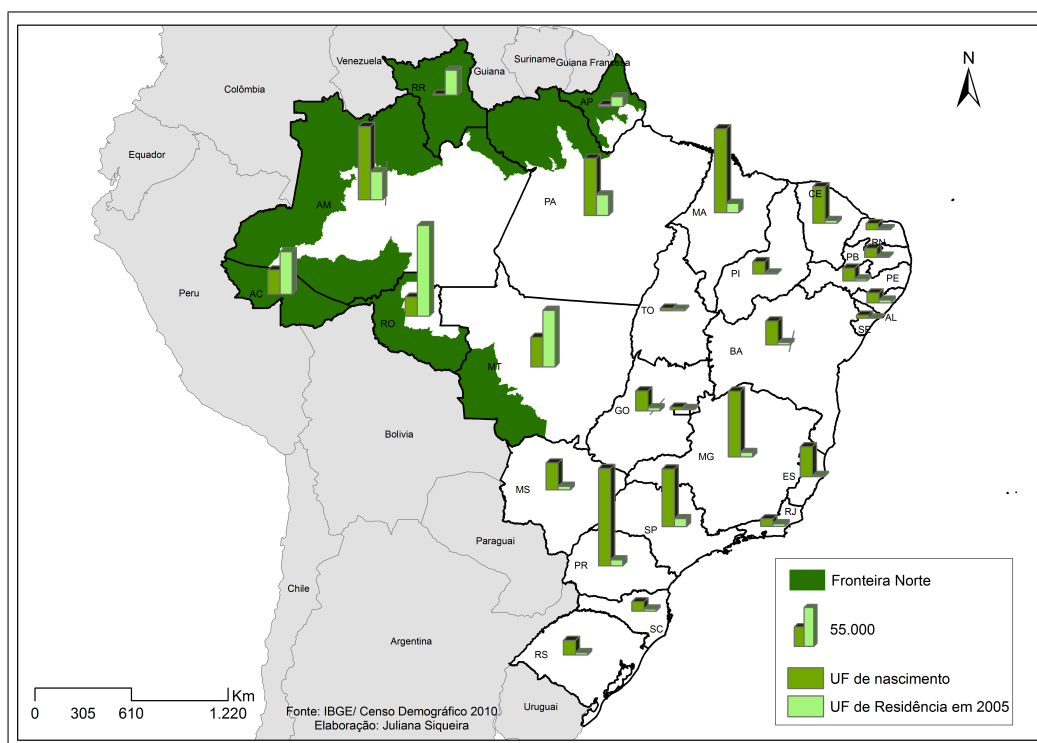 N
Venezuela
Suriname
Guiana
Guiana Francesa
Colômbia
RR
AP
Equador
AM
PA
MA
CE
RN
PB
PI
PE
Peru
AC
RO
TO
AL
SE
BA
MT
GO
Bolivia
MG
MS
ES
RJ
SP
Paraguai
PR
Chile
SC
Argentina
RS
Uruguai
Fronteira Norte
55.000
UF de nascimento
UF de Residência em 2005
Km
0 305 610 1.220
Fonte: IBGE/ Censo Demográfico 2010
Elaboração: Juliana Siqueira